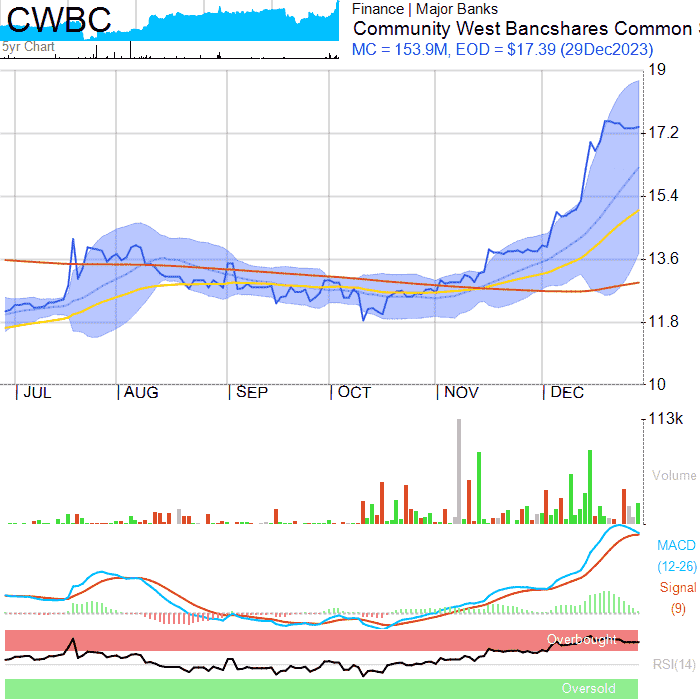 CWBC
Finance | Major Banks
Community West Bancshares Common
5yr Chart
MC = 153.9M, EOD = $17.39 (29Dec2023)
19
17.2
15.4
13.6
11.8
10
JUL AUG SEP OCT NOV DEC
113k
Volume
MACD
(12-26)
Signal
(9)
Overbought
RSI(14)
Oversold